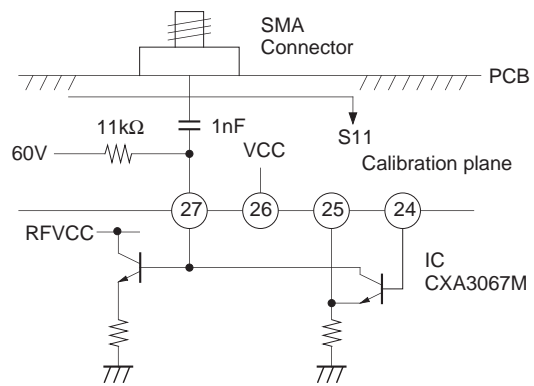 SMA
Connector
PCB
11kΩ
1nF
S11
60V
VCC
Calibration plane
27
26
25
24
RFVCC
IC
CXA3067M